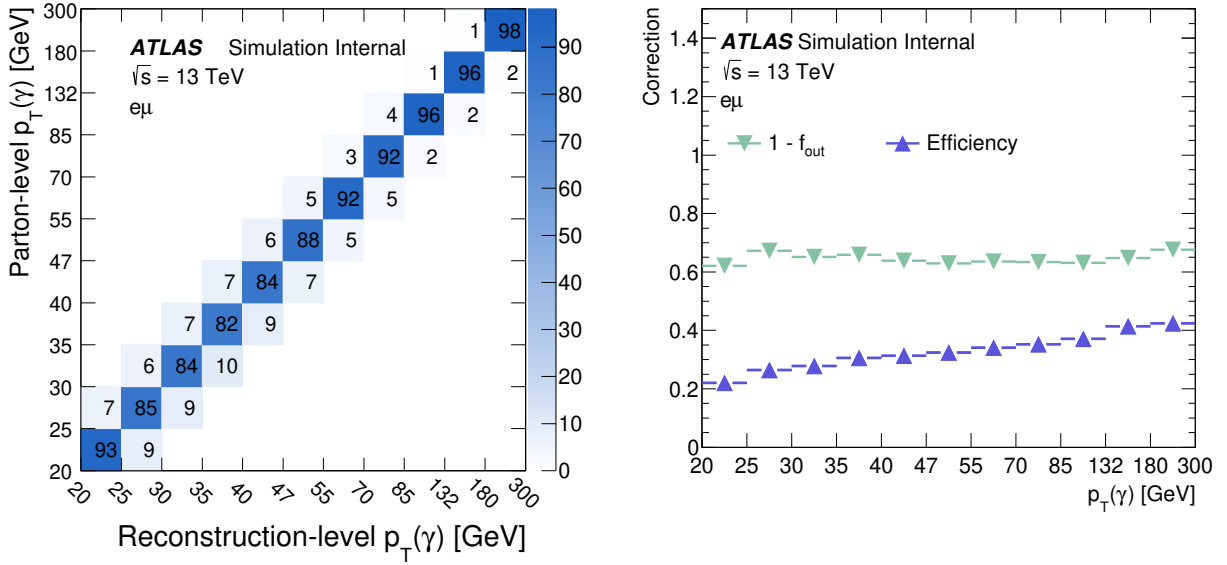 ATLAS Simulation Internal
√s = 13 TeV
eμ
Parton-level p_T(γ) [GeV]
300
180
132
85
70
55
47
40
35
30
25
20
1 98
1 96 2
4 96 2
3 92 2
5 92 5
6 88 5
7 84 7
7 82 9
7 84 10
6 85 9
7 93 9
20 25 30 35 40 47 55 70 85 132 180 300
Reconstruction-level p_T(γ) [GeV]
90
80
70
60
50
40
30
20
10
0
ATLAS Simulation Internal
√s = 13 TeV
eμ
1 - f_out Efficiency
Correction
1.4
1.2
1
0.8
0.6
0.4
0.2
0
20 25 30 35 40 47 55 70 85 132 180 300
p_T(γ) [GeV]